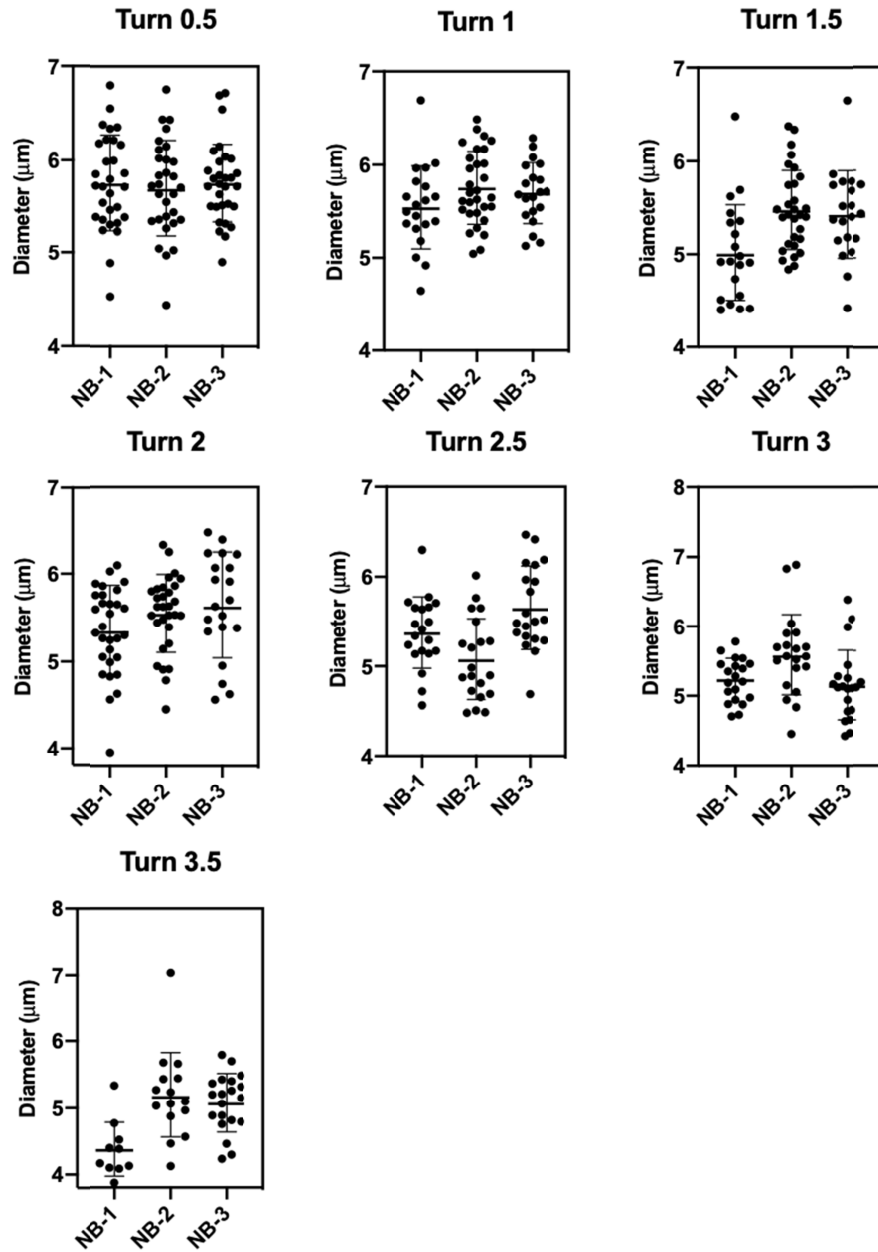 Turn 0.5
Turn 1
Turn 1.5
7
6
5
4
Diameter (μm)
NB-1
NB-2
NB-3
7
6
5
4
Diameter (μm)
NB-1
NB-2
NB-3
7
6
5
4
Diameter (μm)
NB-1
NB-2
NB-3
Turn 2
Turn 2.5
Turn 3
7
6
5
4
Diameter (μm)
NB-1
NB-2
NB-3
7
6
5
4
Diameter (μm)
NB-1
NB-2
NB-3
8
7
6
5
4
Diameter (μm)
NB-1
NB-2
NB-3
Turn 3.5
8
7
6
5
4
Diameter (μm)
NB-1
NB-2
NB-3